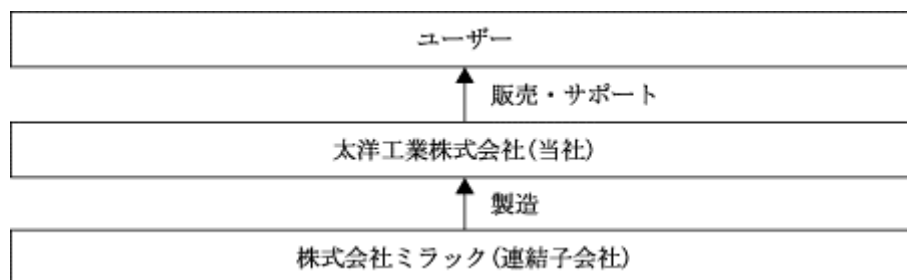 ユーザー
販売・サポート
太洋工業株式会社(当社)
製造
株式会社ミラック(連結子会社)